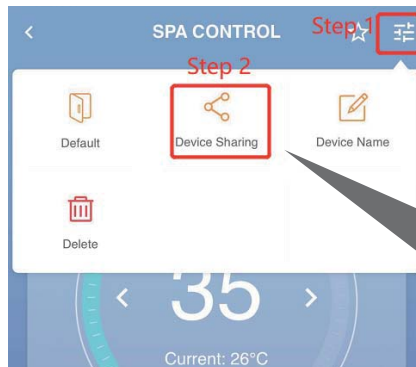 SPA CONTROL
Step 1
Step 2
Default
Device Sharing
Device Name
Delete
35
Current: 26°C